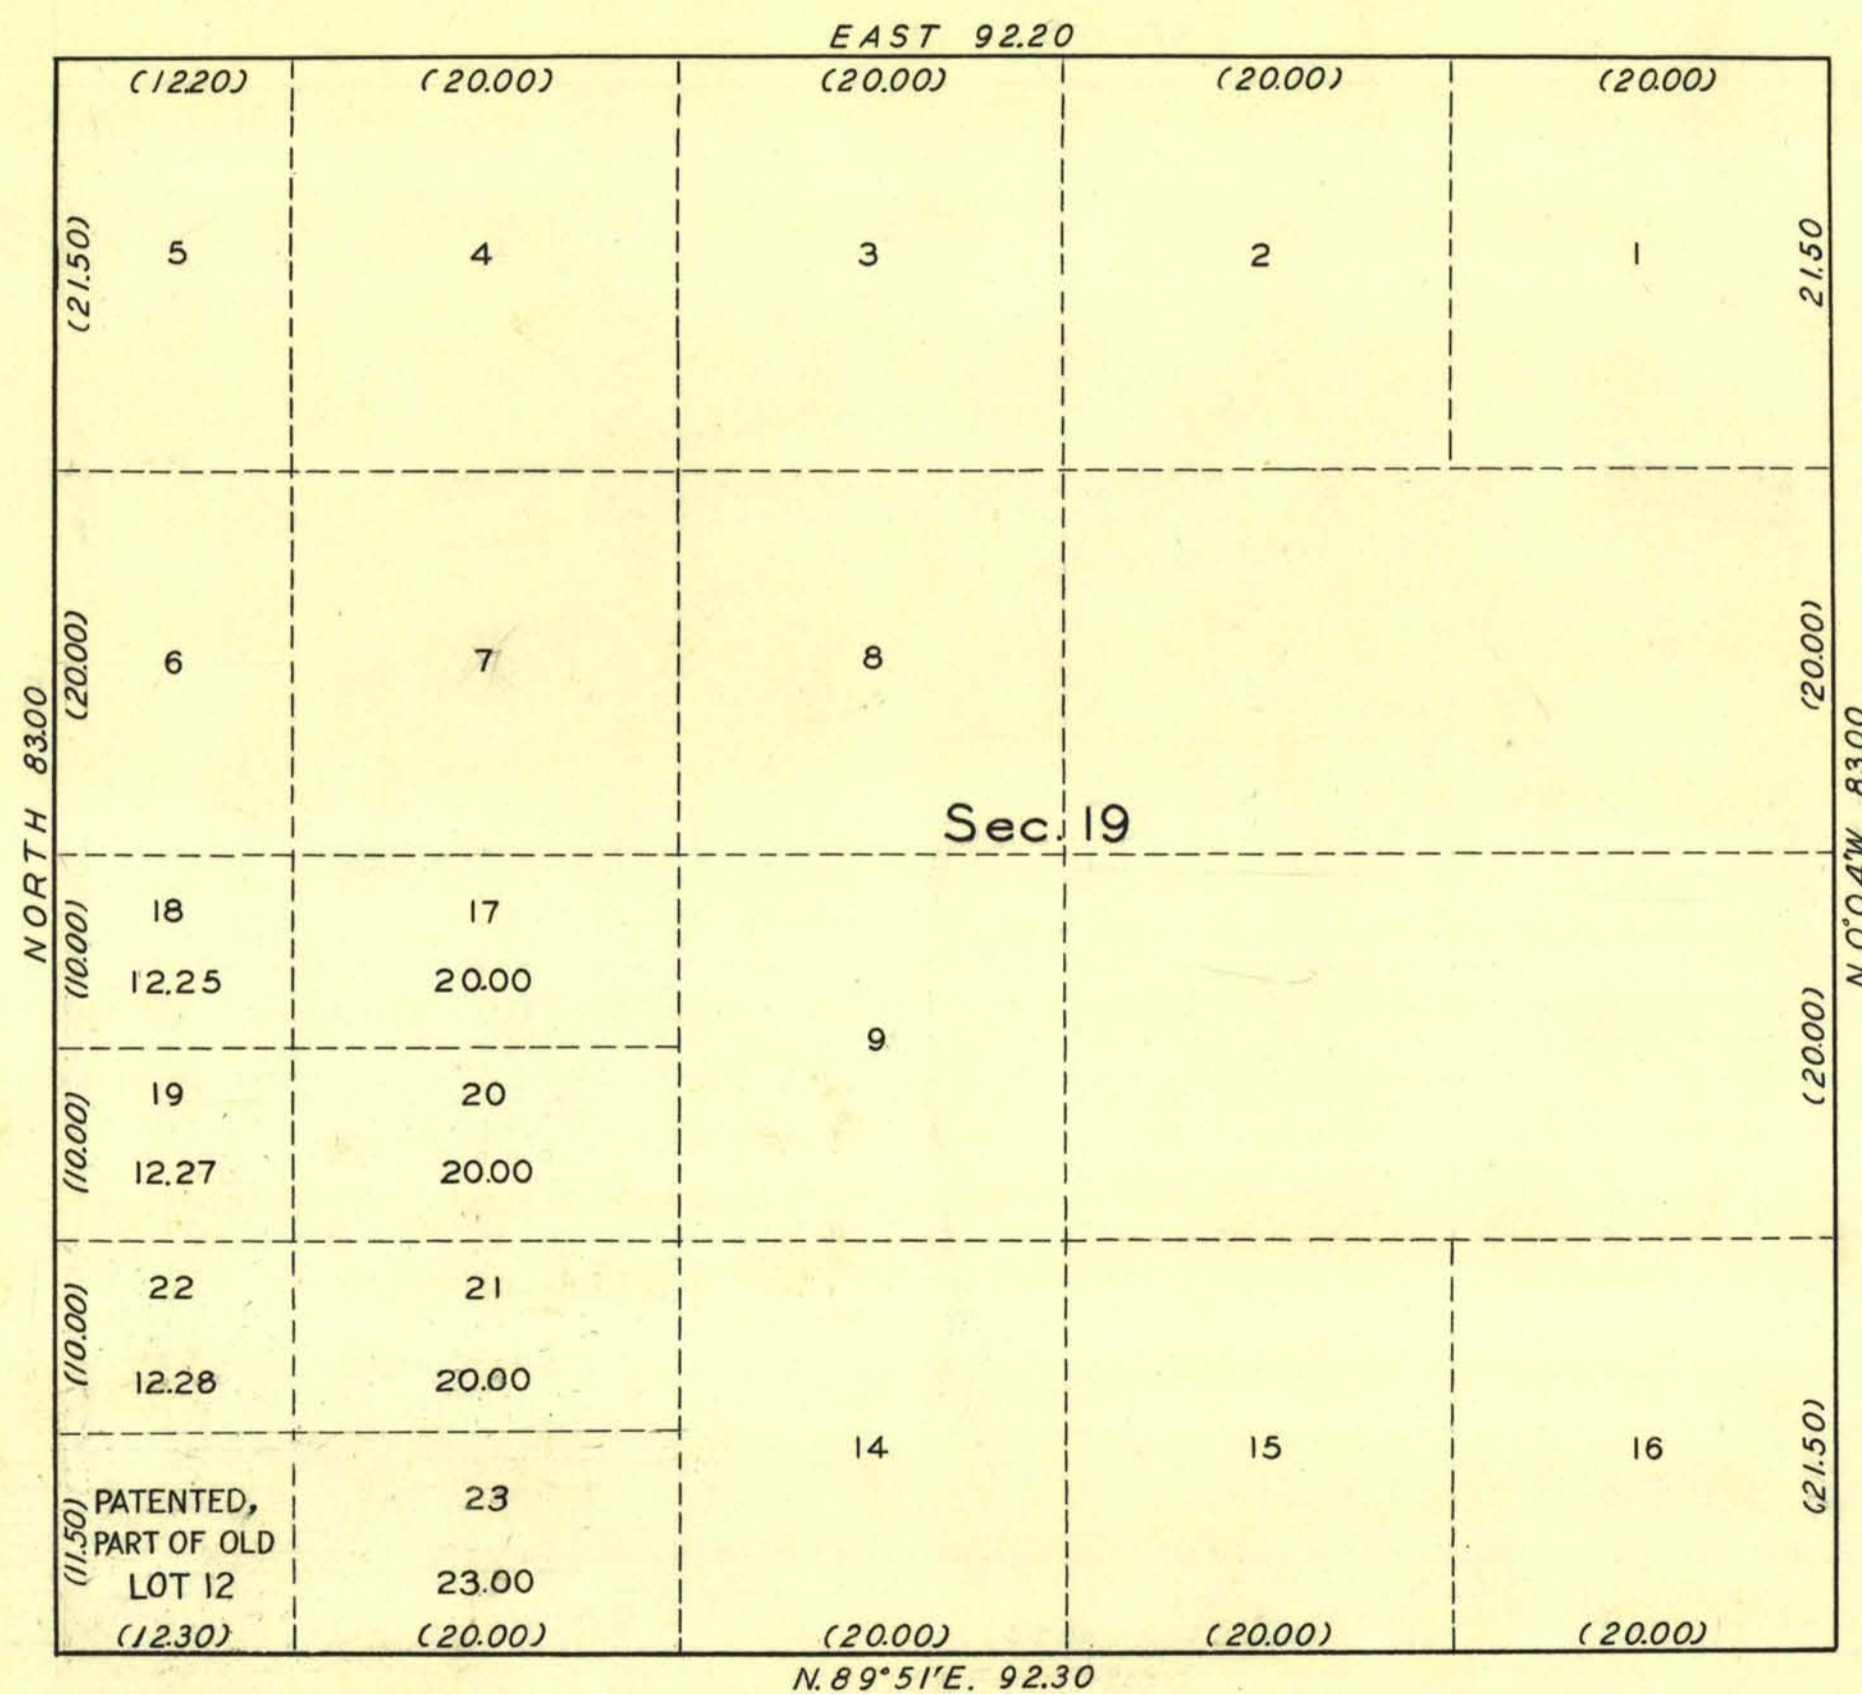 EAST 92.20
(12.20) (20.00) (20.00) (20.00) (20.00)
(21.50) 5 4 3 2 1 21.50
(20.00) 6 7 8 (20.00)
NORTH 83.00
N. 0°04'W. 83.00
Sec. 19
18 17
(10.00) 12.25 20.00
9 (20.00)
19 20
(10.00) 12.27 20.00
22 21
(10.00) 12.28 20.00
14 15 16 (21.50)
PATENTED, 23
(11.50) PART OF OLD
LOT 12 23.00
(12.30) (20.00) (20.00) (20.00) (20.00)
N. 89°51'E. 92.30